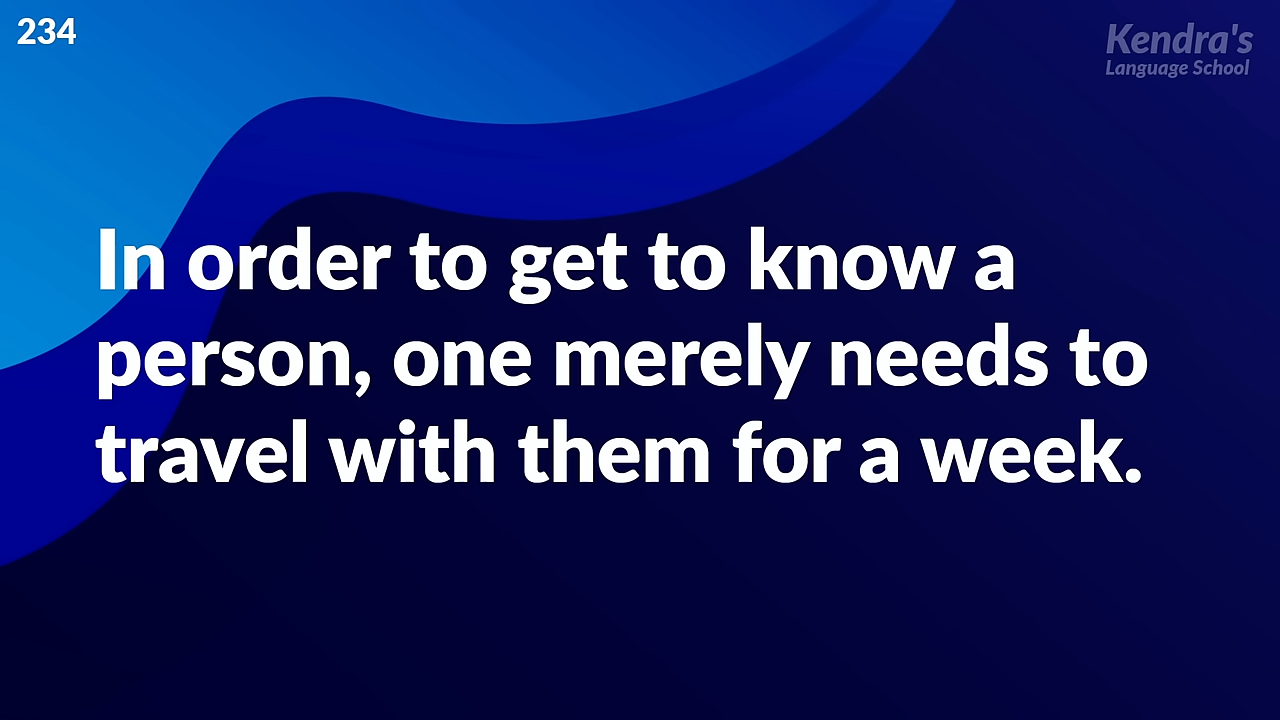 234
Kendra's
Language School
In order to get to know a
person, one merely needs to
travel with them for a week.